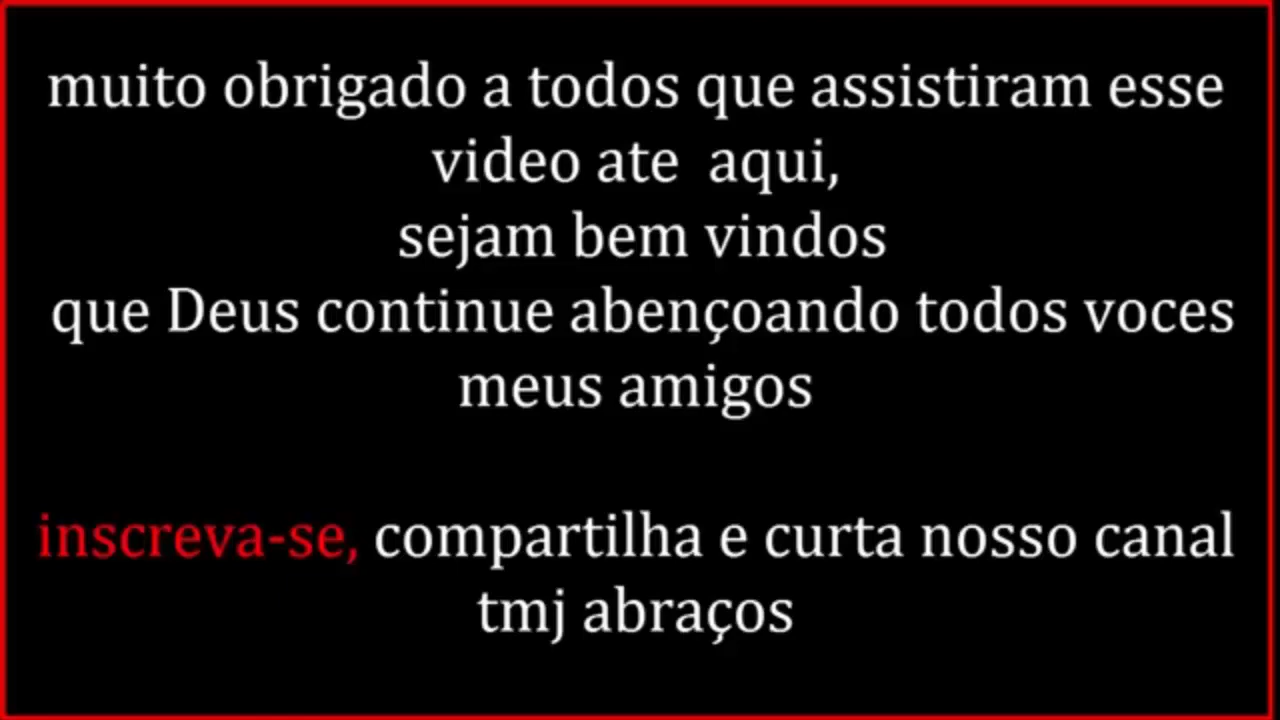 muito obrigado a todos que assistiram esse
video ate  aqui,
sejam bem vindos
que Deus continue abençoando todos voces
meus amigos
inscreva-se, compartilha e curta nosso canal
tmj abraços